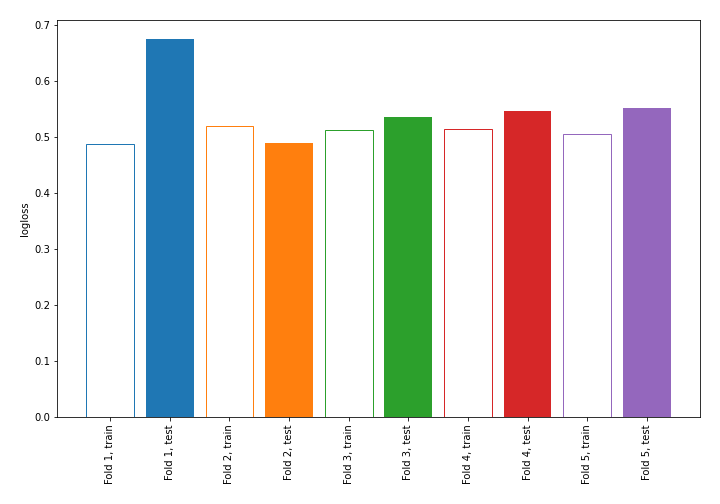 0.7
0.6
0.5
0.4
0.3
0.2
0.1
0.0
logloss
Fold 1, train
Fold 1, test
Fold 2, train
Fold 2, test
Fold 3, train
Fold 3, test
Fold 4, train
Fold 4, test
Fold 5, train
Fold 5, test